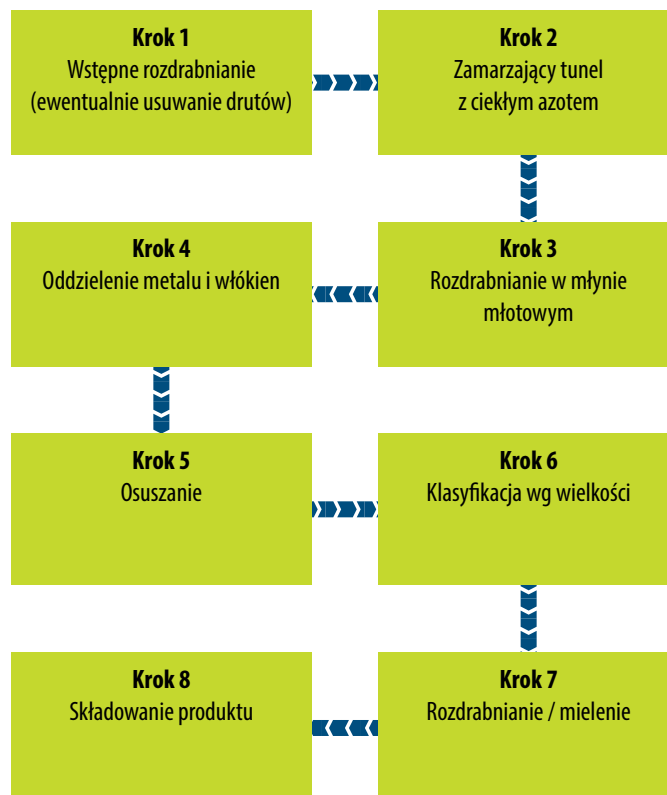 Krok 1
Wstępne rozdrabnianie
(ewentualnie usuwanie drutów)
Krok 2
Zamarzający tunel
z ciekłym azotem
Krok 3
Rozdrabnianie w młynie
młotowym
Krok 4
Oddzielenie metalu i włókien
Krok 5
Osuszanie
Krok 6
Klasyfikacja wg wielkości
Krok 7
Rozdrabnianie / mielenie
Krok 8
Składowanie produktu